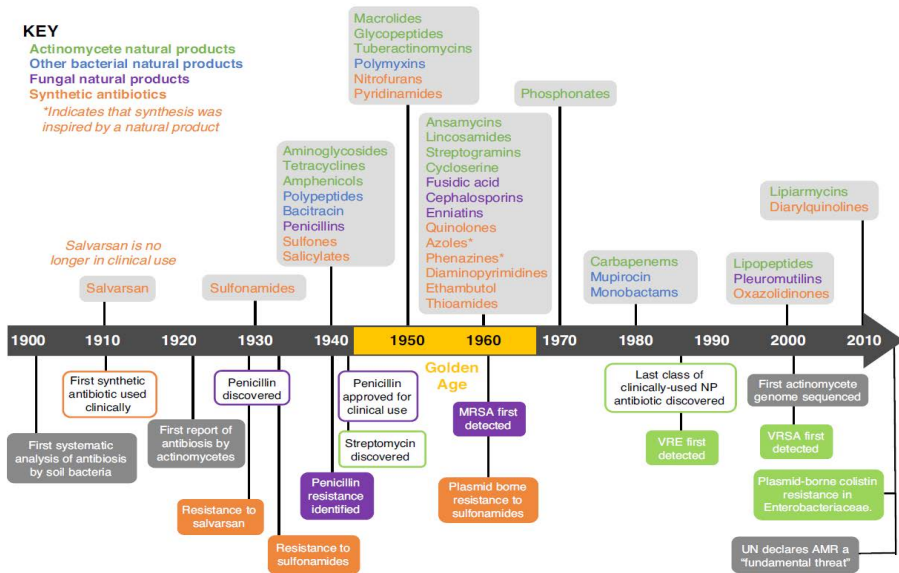 KEY
Actinomycete natural products
Other bacterial natural products
Fungal natural products
Synthetic antibiotics
*Indicates that synthesis was
inspired by a natural product
Salvarsan is no
longer in clinical use
Salvarsan
Sulfonamides
Aminoglycosides
Tetracyclines
Amphenicols
Polypeptides
Bacitracin
Penicillins
Sulfones
Salicylates
Macrolides
Glycopeptides
Tuberactinomycins
Polymyxins
Nitrofurans
Pyridinamides
Ansamycins
Lincosamides
Streptogramins
Cycloserine
Fusidic acid
Cephalosporins
Enniatins
Quinolones
Azoles*
Phenazines*
Diaminopyrimidines
Ethambutol
Thioamides
Phosphonates
Carbapenems
Mupirocin
Monobactams
Lipopeptides
Pleuromutilins
Oxazolidinones
Lipiarmycins
Diarylquinolines
1900 1910 1920 1930 1940 1950 1960 1970 1980 1990 2000 2010
Golden
Age
First systematic
analysis of antibiosis
by soil bacteria
First synthetic
antibiotic used
clinically
First report of
antibiosis by
actinomycetes
Penicillin
discovered
Resistance to
salvarsan
Resistance to
sulfonamides
Penicillin
resistance
identified
Penicillin
approved for
clinical use
Streptomycin
discovered
MRSA first
detected
Plasmid borne
resistance to
sulfonamides
Last class of
clinically-used NP
antibiotic discovered
VRE first
detected
First actinomycete
genome sequenced
VRSA first
detected
Plasmid-borne colistin
resistance in
Enterobacteriaceae.
UN declares AMR a
"fundamental threat"